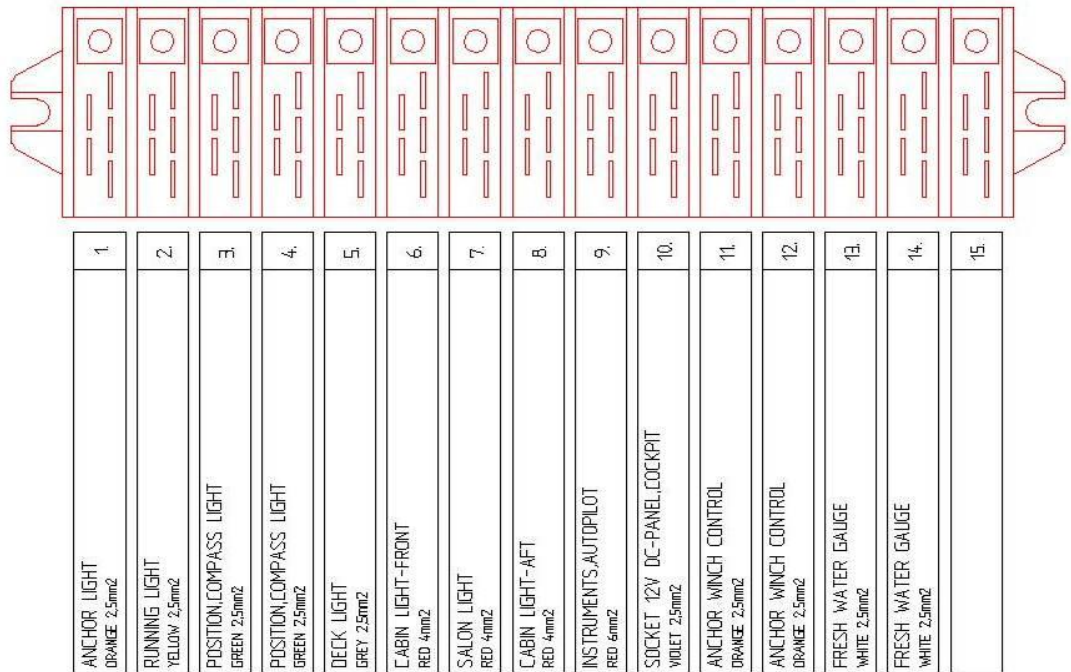 1.
ANCHOR LIGHT
ORANGE 2,5mm2
2.
RUNNING LIGHT
YELLOW 2,5mm2
3.
POSITION,COMPASS LIGHT
GREEN 2,5mm2
4.
POSITION,COMPASS LIGHT
GREEN 2,5mm2
5.
DECK LIGHT
GREY 2,5mm2
6.
CABIN LIGHT-FRONT
RED 4mm2
7.
SALON LIGHT
RED 4mm2
8.
CABIN LIGHT-AFT
RED 4mm2
9.
INSTRUMENTS,AUTOPILOT
RED 6mm2
10.
SOCKET 12V DC-PANEL,COCKPIT
VIOLET 2,5mm2
11.
ANCHOR WINCH CONTROL
ORANGE 2,5mm2
12.
ANCHOR WINCH CONTROL
ORANGE 2,5mm2
13.
FRESH WATER GAUGE
WHITE 2,5mm2
14.
FRESH WATER GAUGE
WHITE 2,5mm2
15.